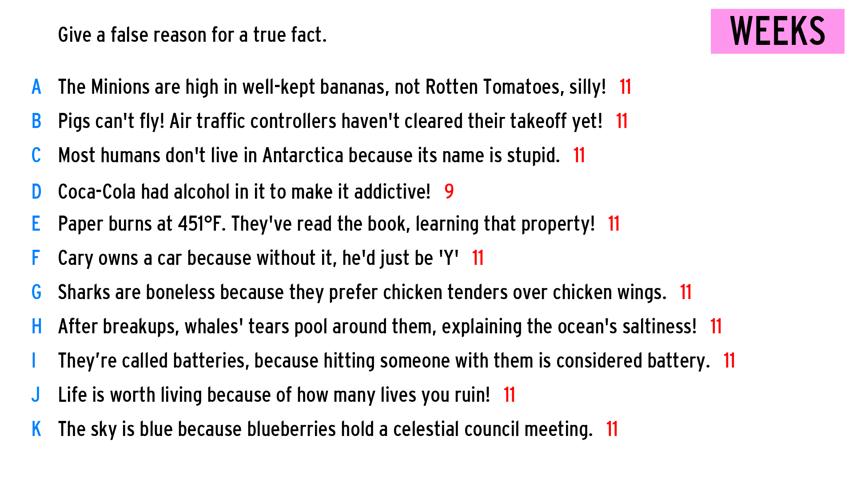 Give a false reason for a true fact.
WEEKS
A The Minions are high in well-kept bananas, not Rotten Tomatoes, silly! 11
B Pigs can't fly! Air traffic controllers haven't cleared their takeoff yet! 11
C Most humans don't live in Antarctica because its name is stupid. 11
D Coca-Cola had alcohol in it to make it addictive! 9
E Paper burns at 451°F. They've read the book, learning that property! 11
F Cary owns a car because without it, he'd just be 'Y' 11
G Sharks are boneless because they prefer chicken tenders over chicken wings. 11
H After breakups, whales' tears pool around them, explaining the ocean's saltiness! 11
I They’re called batteries, because hitting someone with them is considered battery. 11
J Life is worth living because of how many lives you ruin! 11
K The sky is blue because blueberries hold a celestial council meeting. 11